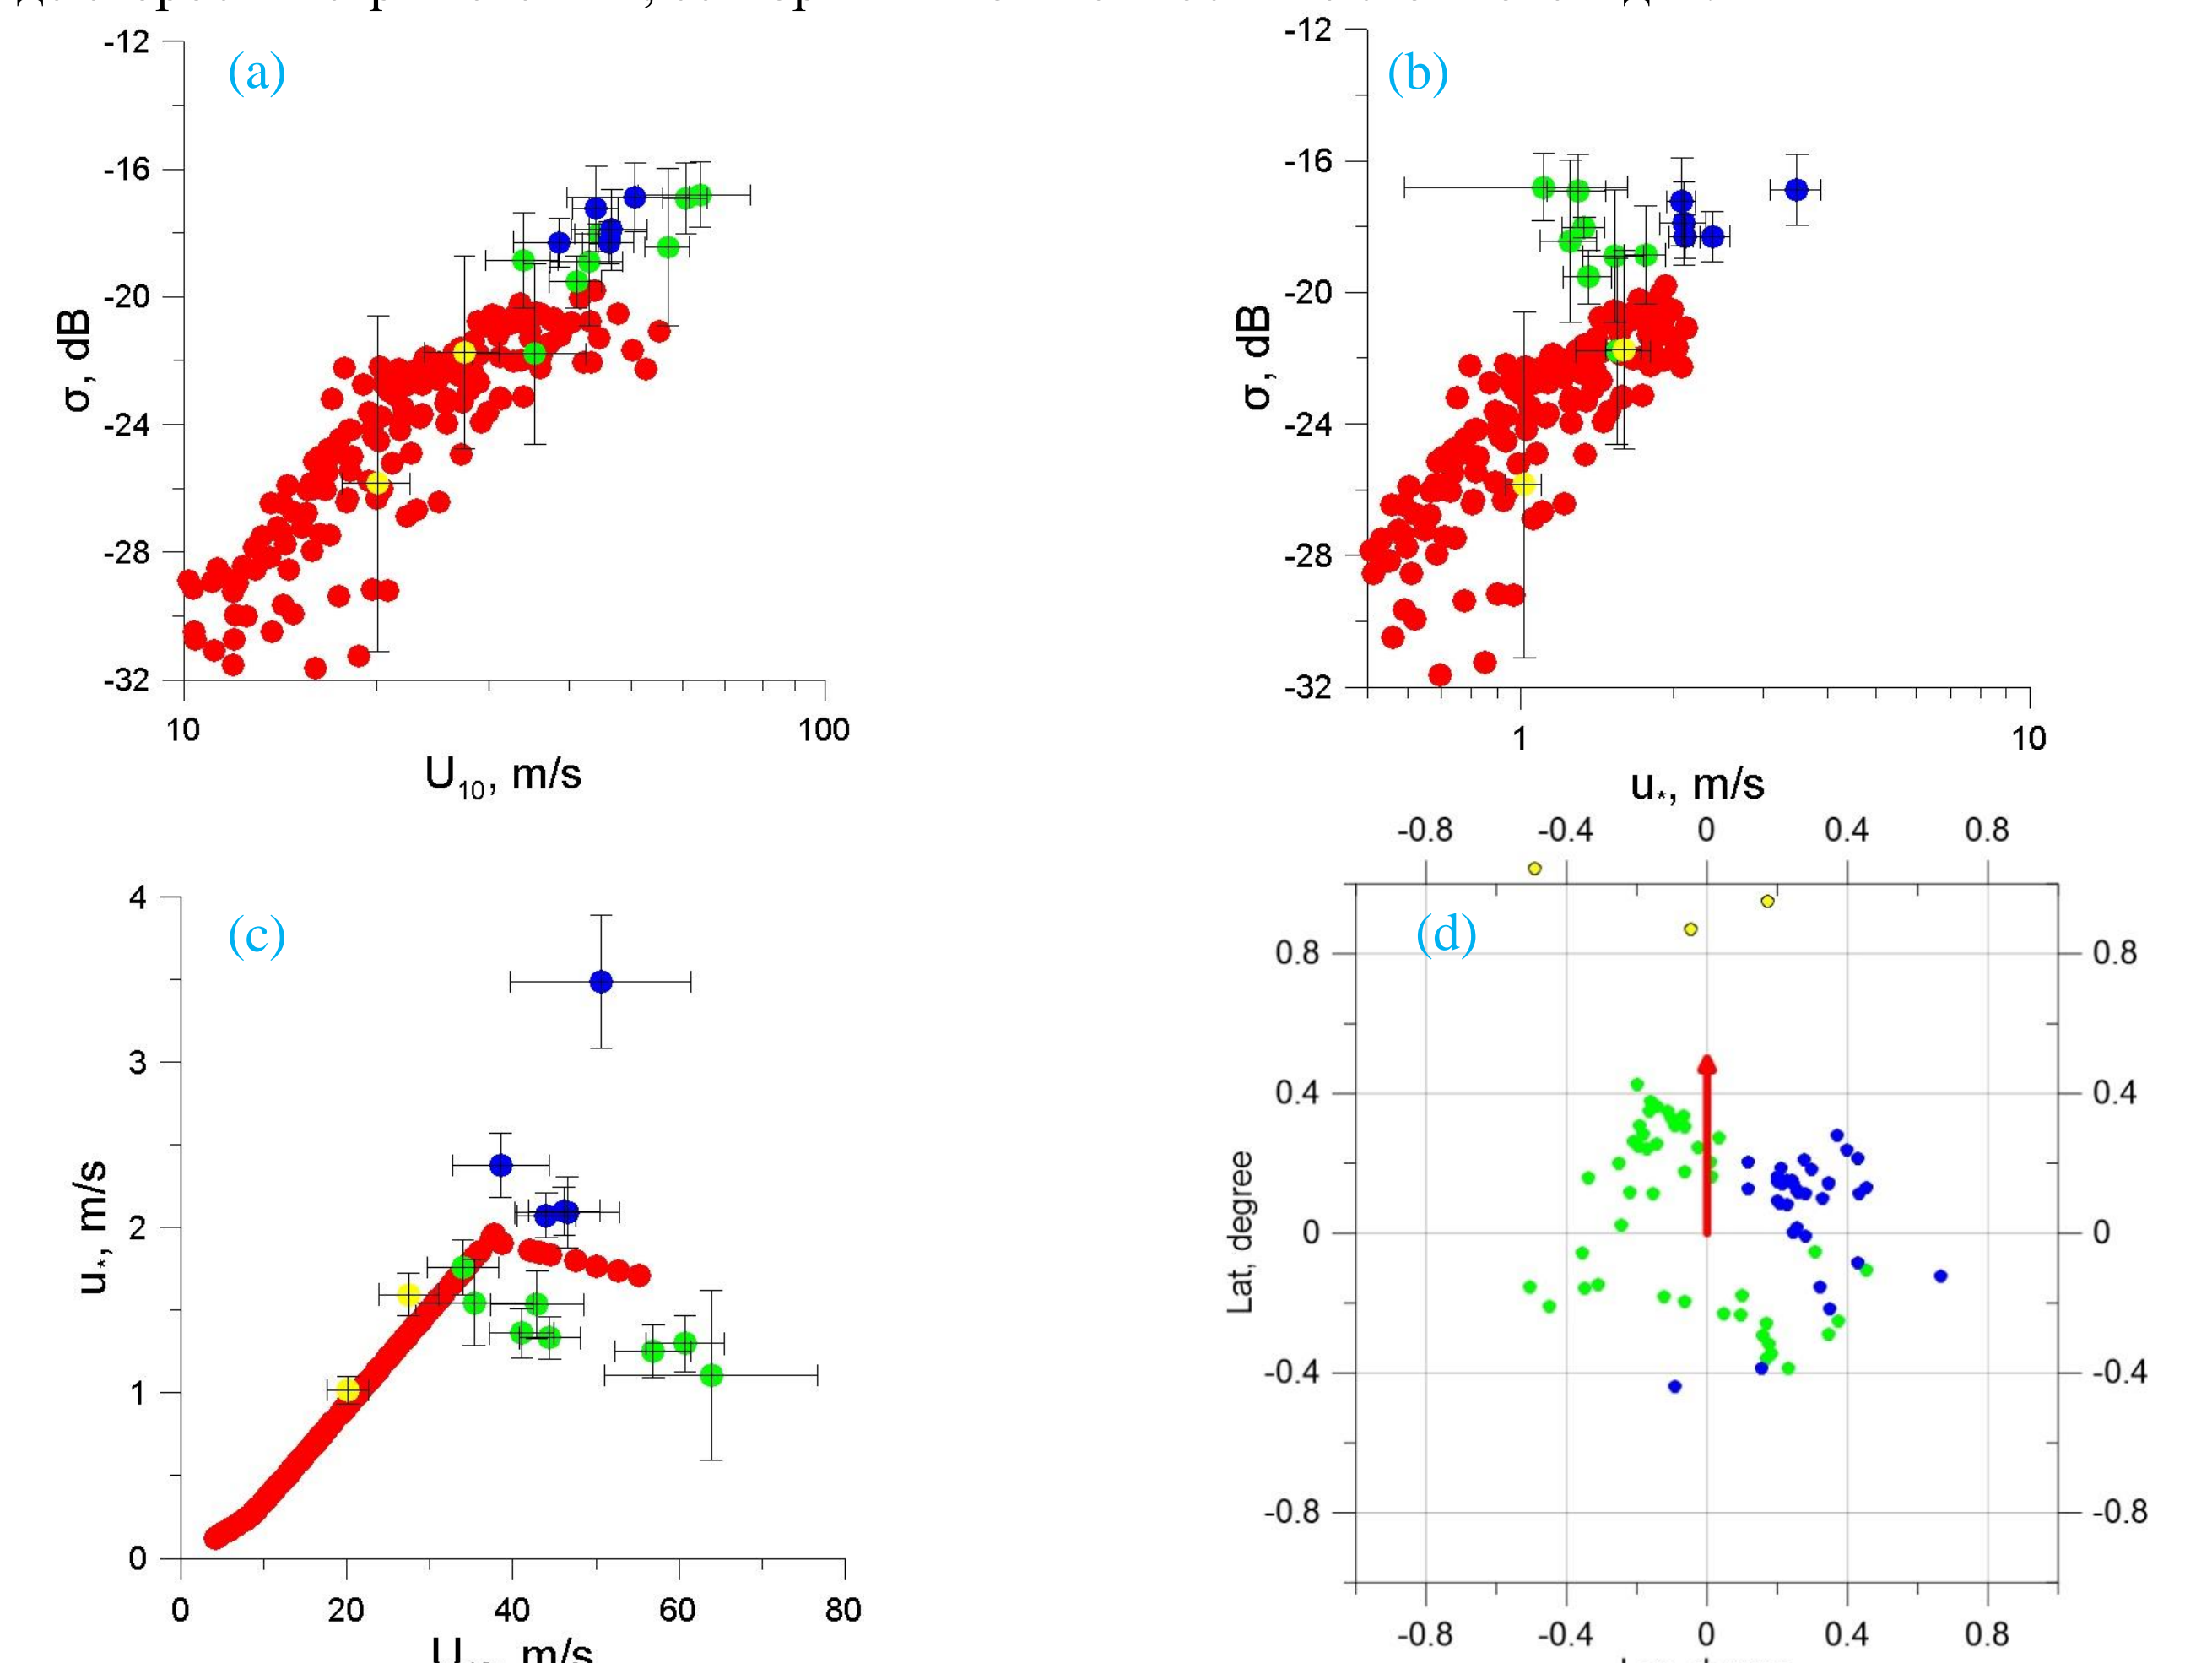 (a)
-12
-16
-20
-24
-28
-32
σ, dB
10 100
U10, m/s
(b)
-12
-16
-20
-24
-28
-32
σ, dB
1 10
u*, m/s
(c)
4
3
2
1
0
u*, m/s
0 20 40 60 80
m/s
-0.8 -0.4 0 0.4 0.8
(d)
0.8 0.8
0.4 0.4
0 0
-0.4 -0.4
-0.8 -0.8
Lat, degree
-0.8 -0.4 0 0.4 0.8